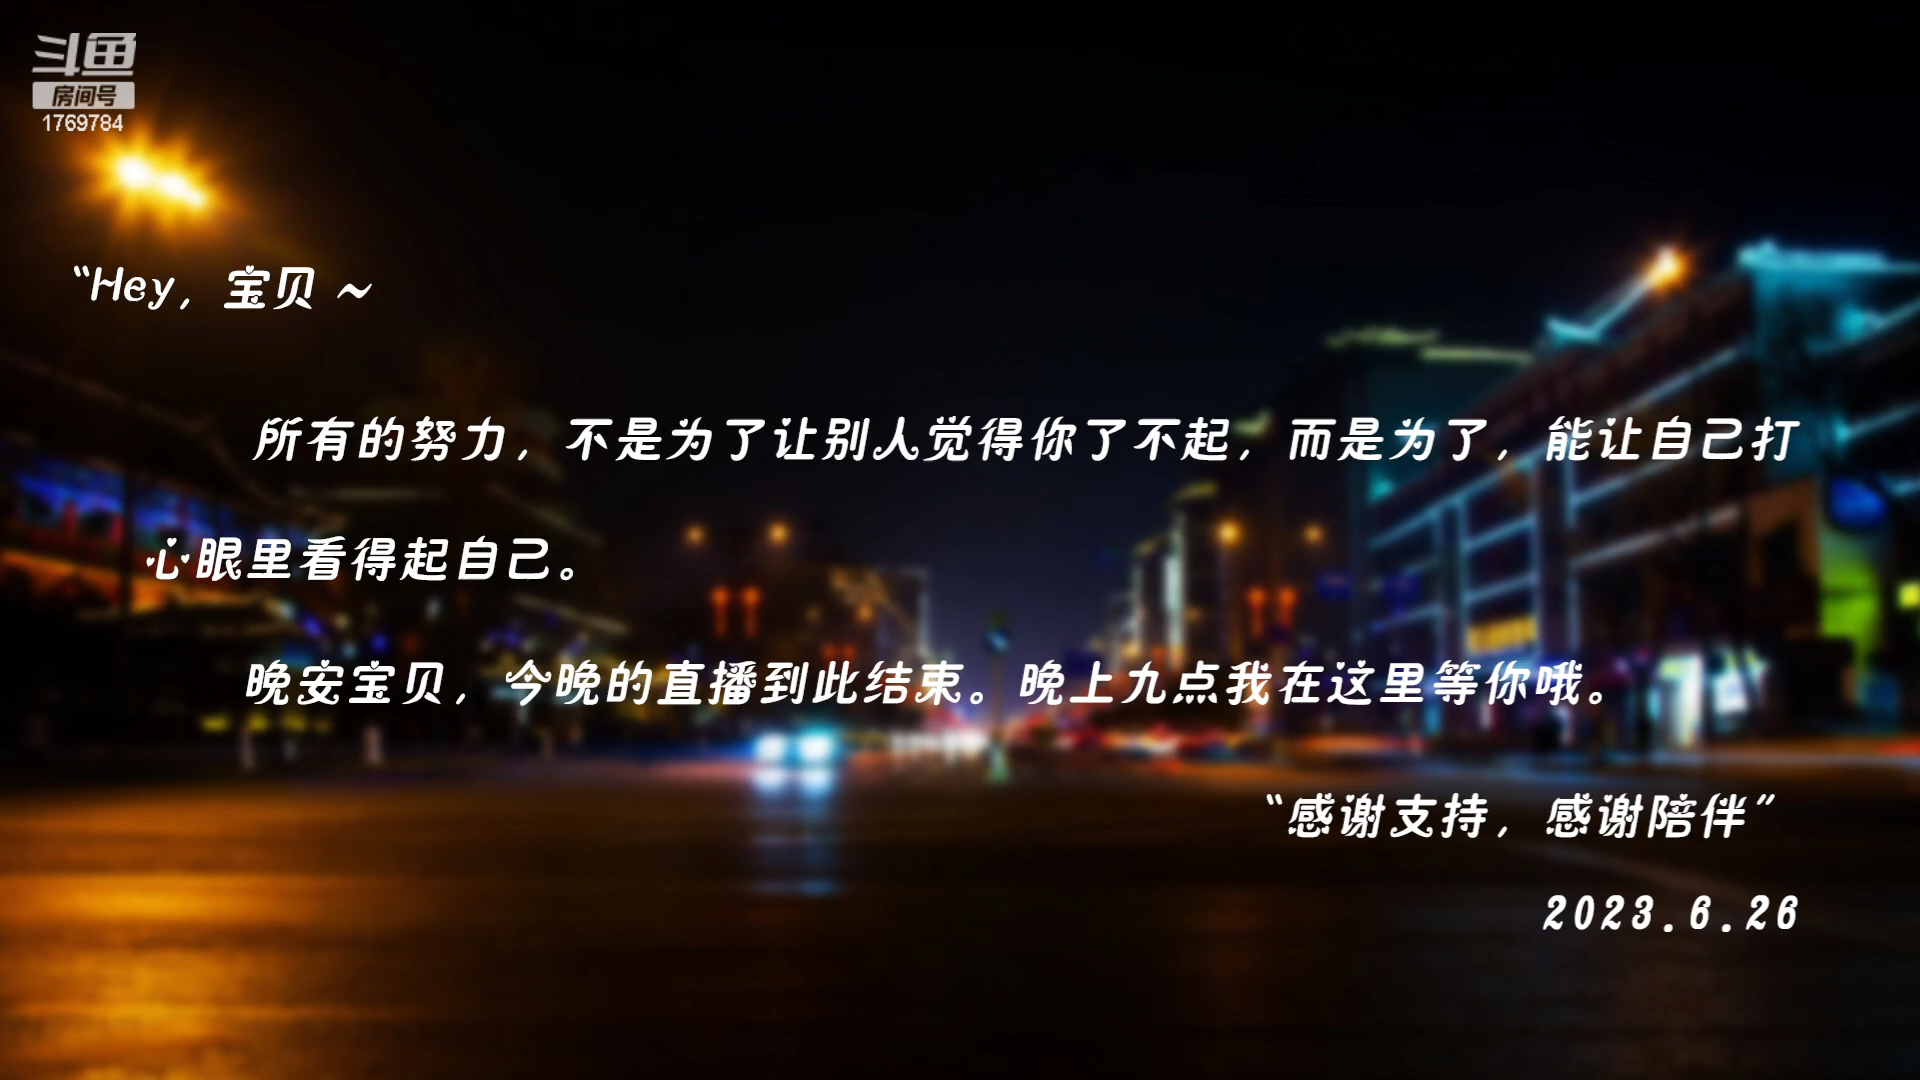 斗鱼
房间号
1769784
“Hey，宝贝 ~
所有的努力，不是为了让别人觉得你了不起，而是为了，能让自己打
心眼里看得起自己。
晚安宝贝，今晚的直播到此结束。晚上九点我在这里等你哦。
“感谢支持，感谢陪伴”
2023.6.26